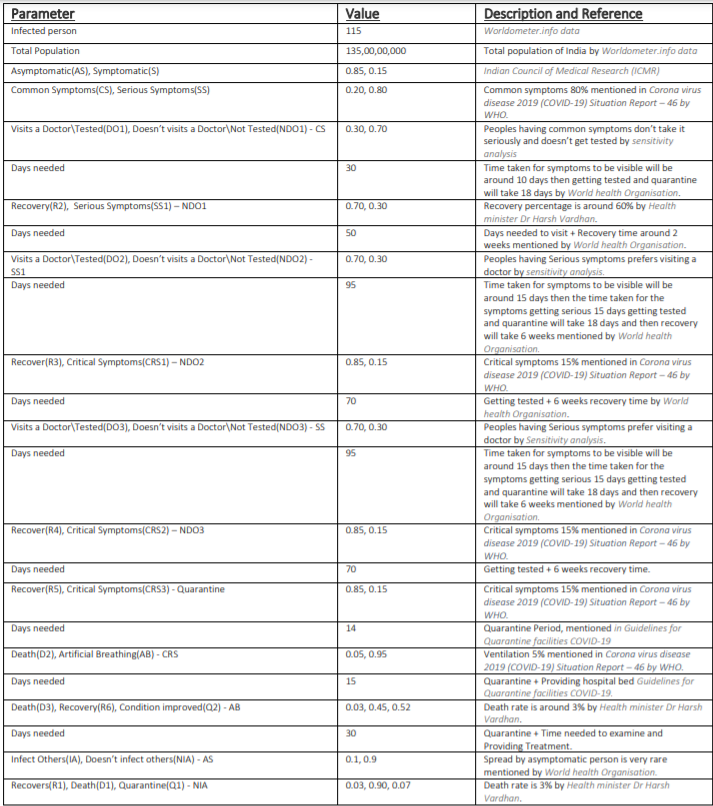 Parameter Value Description and Reference
Infected person 115 Worldometer.info data
Total Population 135,00,00,000 Total population of India by Worldometer.info data
Asymptomatic(AS), Symptomatic(S) 0.85, 0.15 Indian Council of Medical Research (ICMR)
Common Symptoms(CS), Serious Symptoms(SS) 0.20, 0.80 Common symptoms 80% mentioned in Corona virus
disease 2019 (COVID-19) Situation Report – 46 by
WHO.
Visits a Doctor\Tested(DO1), Doesn't visits a Doctor\Not Tested(NDO1) - CS 0.30, 0.70 Peoples having common symptoms don't take it
seriously and doesn't get tested by sensitivity
analysis
Days needed 30 Time taken for symptoms to be visible will be
around 10 days then getting tested and quarantine
will take 18 days by World health Organisation.
Recovery(R2), Serious Symptoms(SS1) – NDO1 0.70, 0.30 Recovery percentage is around 60% by Health
minister Dr Harsh Vardhan.
Days needed 50 Days needed to visit + Recovery time around 2
weeks mentioned by World health Organisation.
Visits a Doctor\Tested(DO2), Doesn't visits a Doctor\Not Tested(NDO2) - 0.70, 0.30 Peoples having Serious symptoms prefers visiting a
SS1 doctor by sensitivity analysis.
Days needed 95 Time taken for symptoms to be visible will be
around 15 days then the time taken for the
symptoms getting serious 15 days getting tested
and quarantine will take 18 days and then recovery
will take 6 weeks mentioned by World health
Organisation.
Recover(R3), Critical Symptoms(CRS1) – NDO2 0.85, 0.15 Critical symptoms 15% mentioned in Corona virus
disease 2019 (COVID-19) Situation Report – 46 by
WHO.
Days needed 70 Getting tested + 6 weeks recovery time by World
health Organisation.
Visits a Doctor\Tested(DO3), Doesn't visits a Doctor\Not Tested(NDO3) - SS 0.70, 0.30 Peoples having Serious symptoms prefer visiting a
doctor by Sensitivity analysis.
Days needed 95 Time taken for symptoms to be visible will be
around 15 days then the time taken for the
symptoms getting serious 15 days getting tested
and quarantine will take 18 days and then recovery
will take 6 weeks mentioned by World health
Organisation.
Recover(R4), Critical Symptoms(CRS2) – NDO3 0.85, 0.15 Critical symptoms 15% mentioned in Corona virus
disease 2019 (COVID-19) Situation Report – 46 by
WHO.
Days needed 70 Getting tested + 6 weeks recovery time.
Recover(R5), Critical Symptoms(CRS3) - Quarantine 0.85, 0.15 Critical symptoms 15% mentioned in Corona virus
disease 2019 (COVID-19) Situation Report – 46 by
WHO.
Days needed 14 Quarantine Period, mentioned in Guidelines for
Quarantine facilities COVID-19
Death(D2), Artificial Breathing(AB) - CRS 0.05, 0.95 Ventilation 5% mentioned in Corona virus disease
2019 (COVID-19) Situation Report – 46 by WHO.
Days needed 15 Quarantine + Providing hospital bed Guidelines for
Quarantine facilities COVID-19.
Death(D3), Recovery(R6), Condition improved(Q2) - AB 0.03, 0.45, 0.52 Death rate is around 3% by Health minister Dr Harsh
Vardhan.
Days needed 30 Quarantine + Time needed to examine and
Providing Treatment.
Infect Others(IA), Doesn't infect others(NIA) - AS 0.1, 0.9 Spread by asymptomatic person is very rare
mentioned by World health Organisation.
Recovers(R1), Death(D1), Quarantine(Q1) - NIA 0.03, 0.90, 0.07 Death rate is 3% by Health minister Dr Harsh
Vardhan.